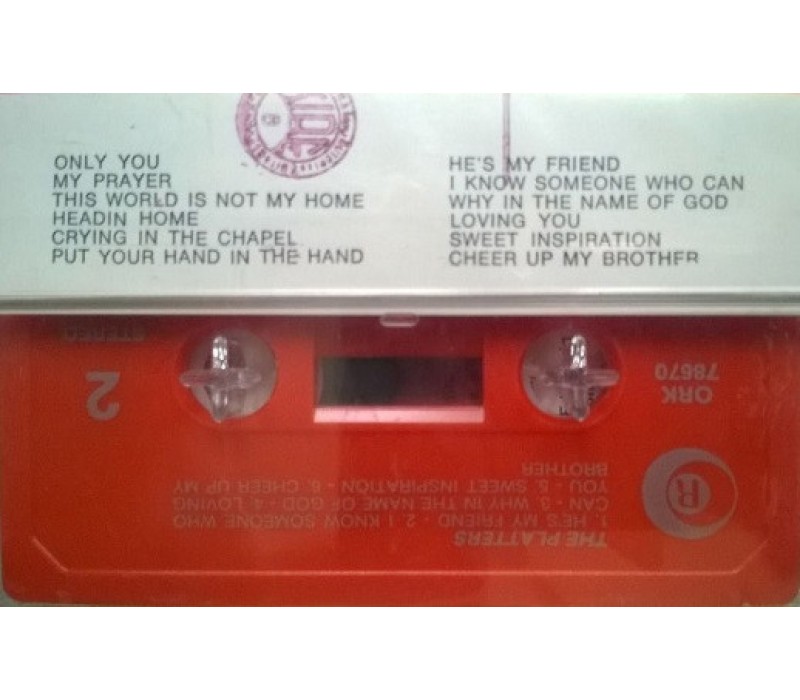 ONLY YOU
MY PRAYER
THIS WORLD IS NOT MY HOME
HEADIN HOME
CRYING IN THE CHAPEL
PUT YOUR HAND IN THE HAND
HE'S MY FRIEND
I KNOW SOMEONE WHO CAN
WHY IN THE NAME OF GOD
LOVING YOU
SWEET INSPIRATION
CHEER UP MY BROTHER
STEREO
2
ORK
78670
R
THE PLATTERS
1. HE'S MY FRIEND - 2. I KNOW SOMEONE WHO
CAN - 3. WHY IN THE NAME OF GOD - 4. LOVING
YOU - 5. SWEET INSPIRATION - 6. CHEER UP MY
BROTHER